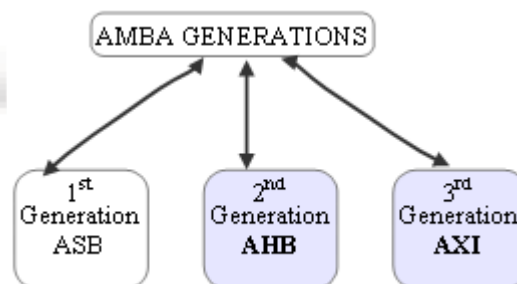 AMBA GENERATIONS
1st
Generation
ASB
2nd
Generation
AHB
3rd
Generation
AXI